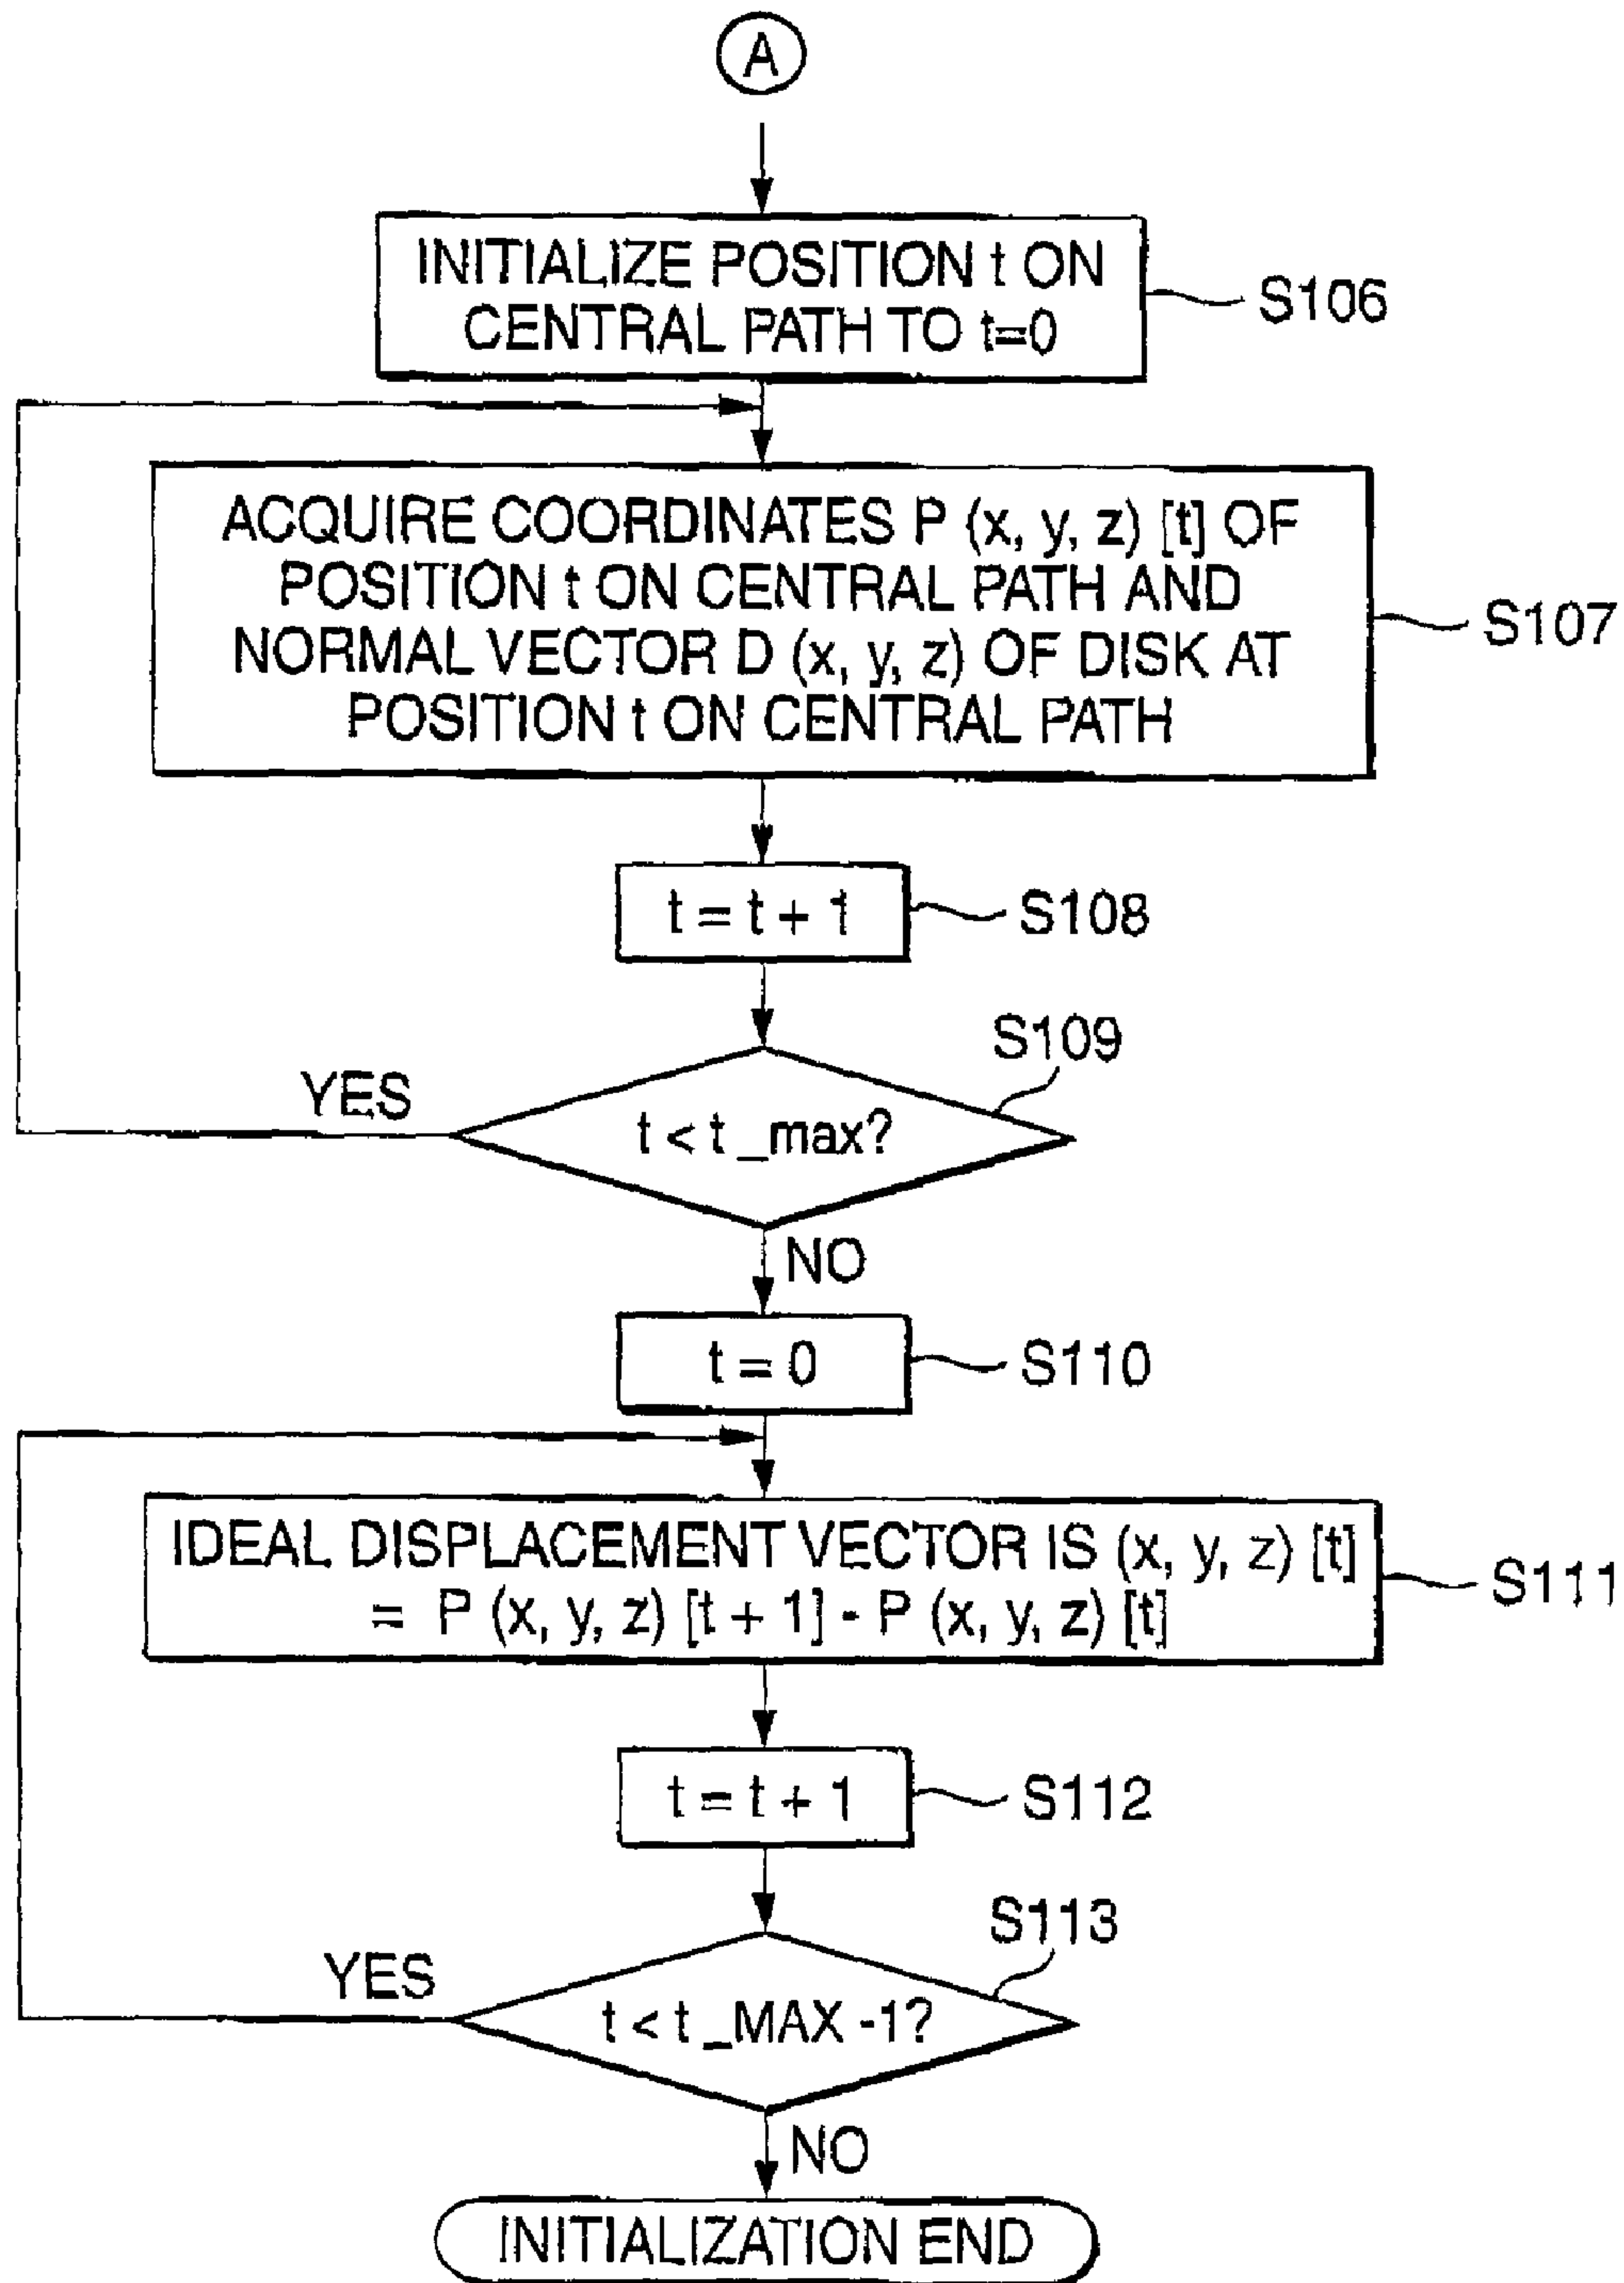 A
INITIALIZE POSITION t ON
CENTRAL PATH TO t=0
S106
ACQUIRE COORDINATES P (x, y, z) [t] OF
POSITION t ON CENTRAL PATH AND
NORMAL VECTOR D (x, y, z) OF DISK AT
POSITION t ON CENTRAL PATH
S107
t = t + 1
S108
S109
YES
t < t_max?
NO
t = 0
S110
IDEAL DISPLACEMENT VECTOR IS (x, y, z) [t]
= P (x, y, z) [t + 1] - P (x, y, z) [t]
S111
t = t + 1
S112
S113
YES
t < t_MAX -1?
NO
INITIALIZATION END